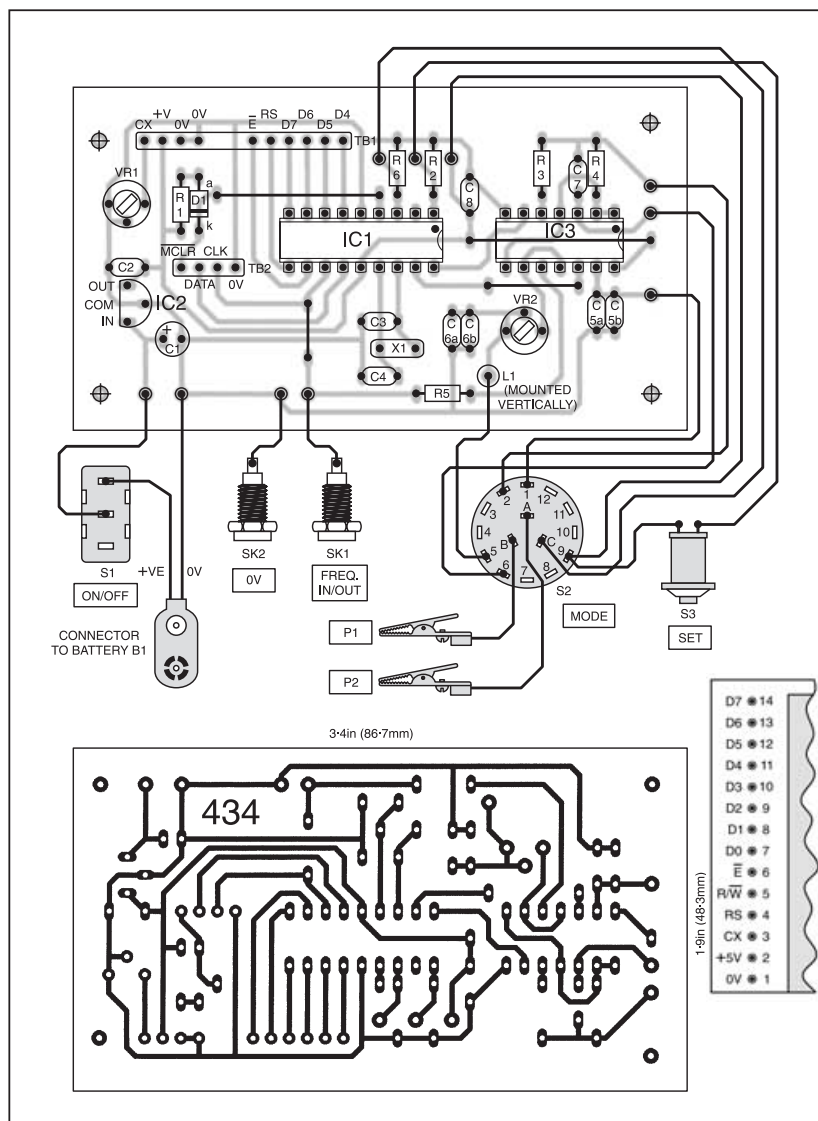 +V 0V RS D6 D4
CX 0V E D7 D5 TB1
VR1
R1
D1
a
k
R6
R2
C8
R3
C7
R4
IC1
IC3
MCLR CLK
TB2
DATA 0V
C2
OUT
COM
IN
IC2
+
C1
C3
X1
C4
C6a
C6b
VR2
C5a
C5b
R5
L1
(MOUNTED
VERTICALLY)
S1
ON/OFF
+VE
0V
CONNECTOR
TO BATTERY B1
SK2
0V
SK1
FREQ.
IN/OUT
1
2
3
4
5
6
7
8
9
10
11
12
A
B
C
S2
MODE
S3
SET
P1
P2
3·4in (86·7mm)
434
1·9in (48·3mm)
D7 14
D6 13
D5 12
D4 11
D3 10
D2 9
D1 8
D0 7
E̅ 6
R/W̅ 5
RS 4
CX 3
+5V 2
0V 1